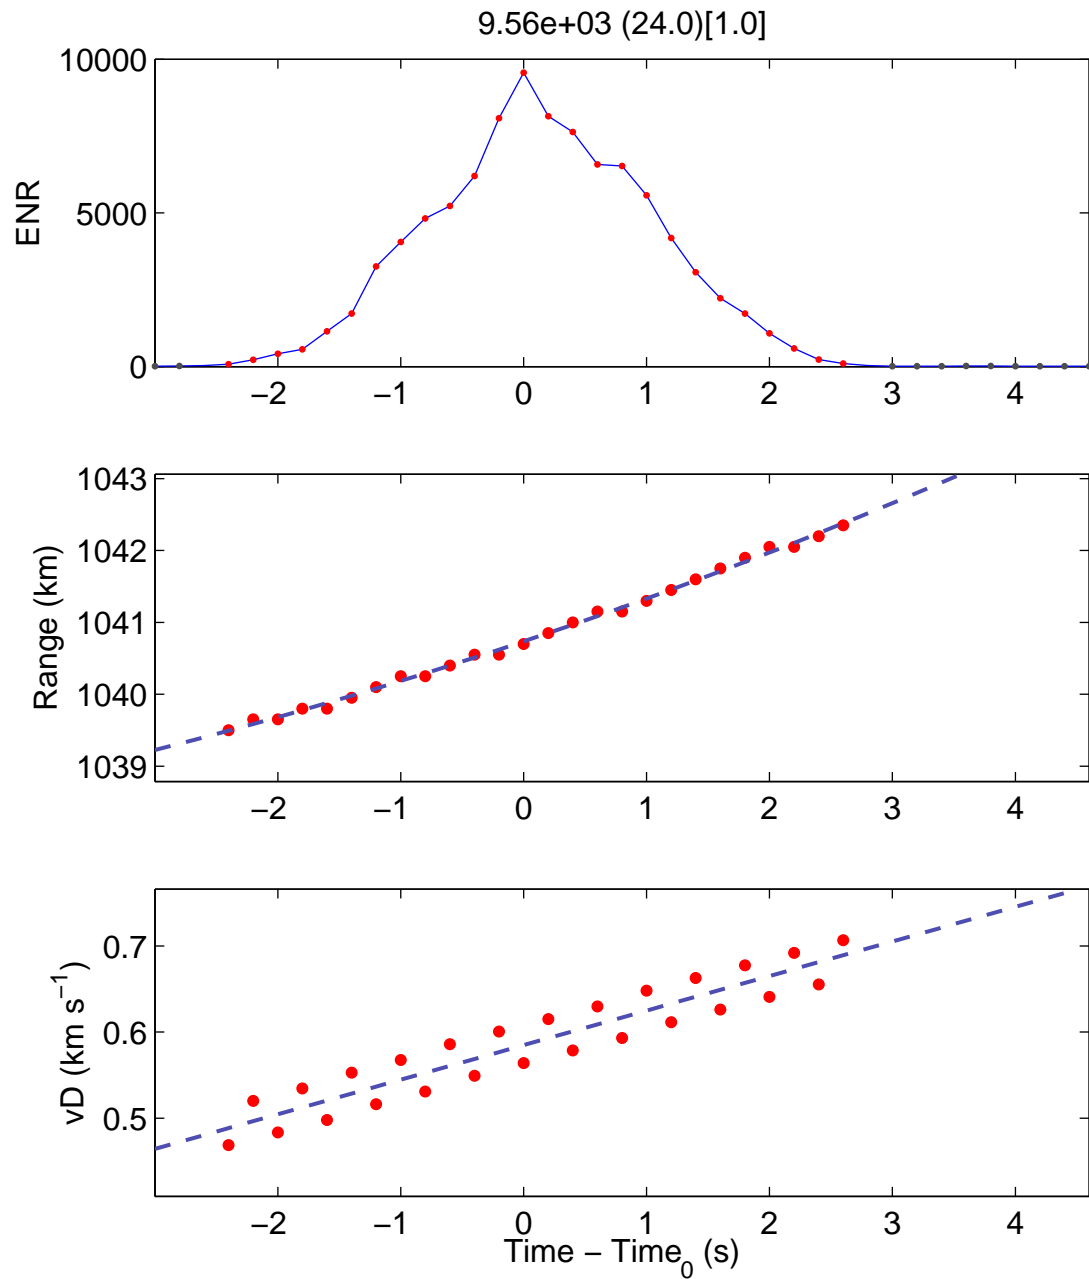 9.56e+03 (24.0)[1.0]
10000
5000
0
ENR
−2 −1 0 1 2 3 4
1043
1042
1041
1040
1039
Range (km)
−2 −1 0 1 2 3 4
0.7
0.6
0.5
vD (km s−1)
−2 −1 0 1 2 3 4
Time − Time0 (s)